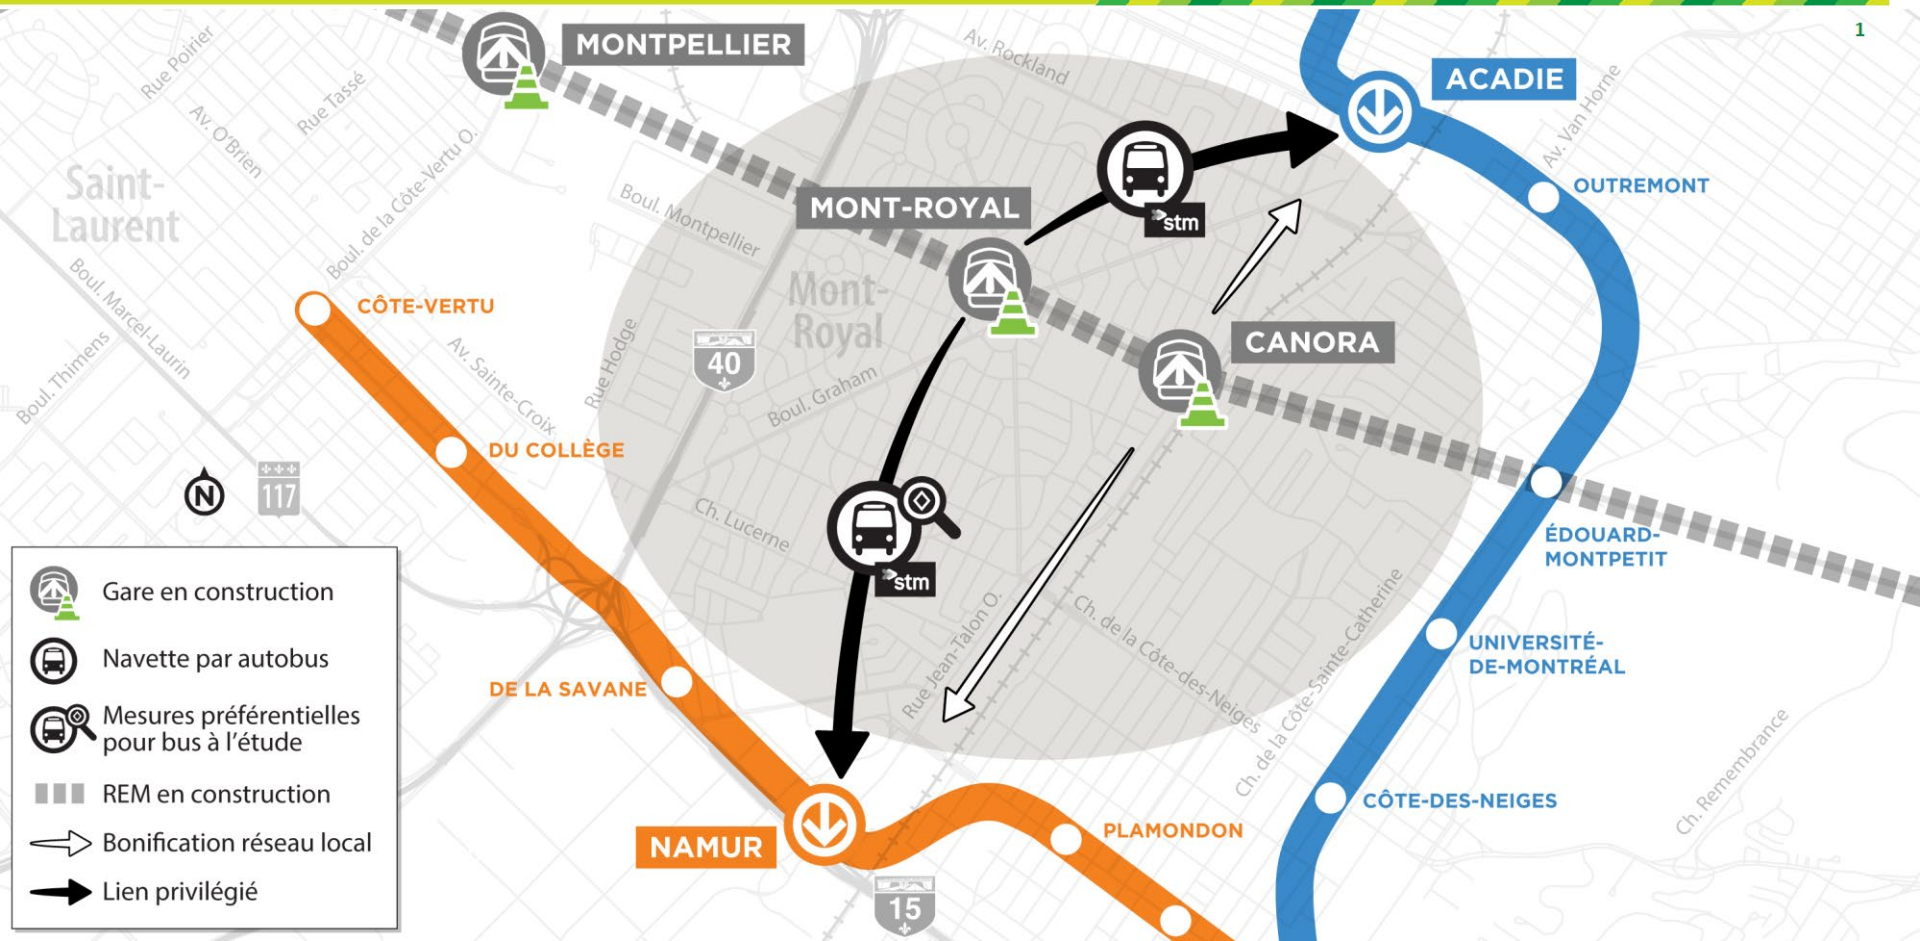 1
MONTPELLIER
ACADIE
Av. Rockland
Rue Poirier
Rue Tassé
Av. O'Brien
Av. Van Horne
Saint-
Laurent
Boul. de la Côte-Vertu O.
Boul. Montpellier
MONT-ROYAL
stm
OUTREMONT
Boul. Marcel-Laurin
Boul. Thimens
CÔTE-VERTU
Mont-
Royal
Av. Sainte-Croix
Rue Hodge
40
Boul. Graham
CANORA
DU COLLÈGE
N
117
Ch. Lucerne
stm
ÉDOUARD-
MONTPETIT
Rue Jean-Talon O.
Ch. de la Côte-des-Neiges
Ch. de la Côte-Sainte-Catherine
UNIVERSITÉ-
DE-MONTRÉAL
DE LA SAVANE
CÔTE-DES-NEIGES
Ch. Remembrance
NAMUR
PLAMONDON
15
Gare en construction
Navette par autobus
Mesures préférentielles
pour bus à l'étude
REM en construction
Bonification réseau local
Lien privilégié